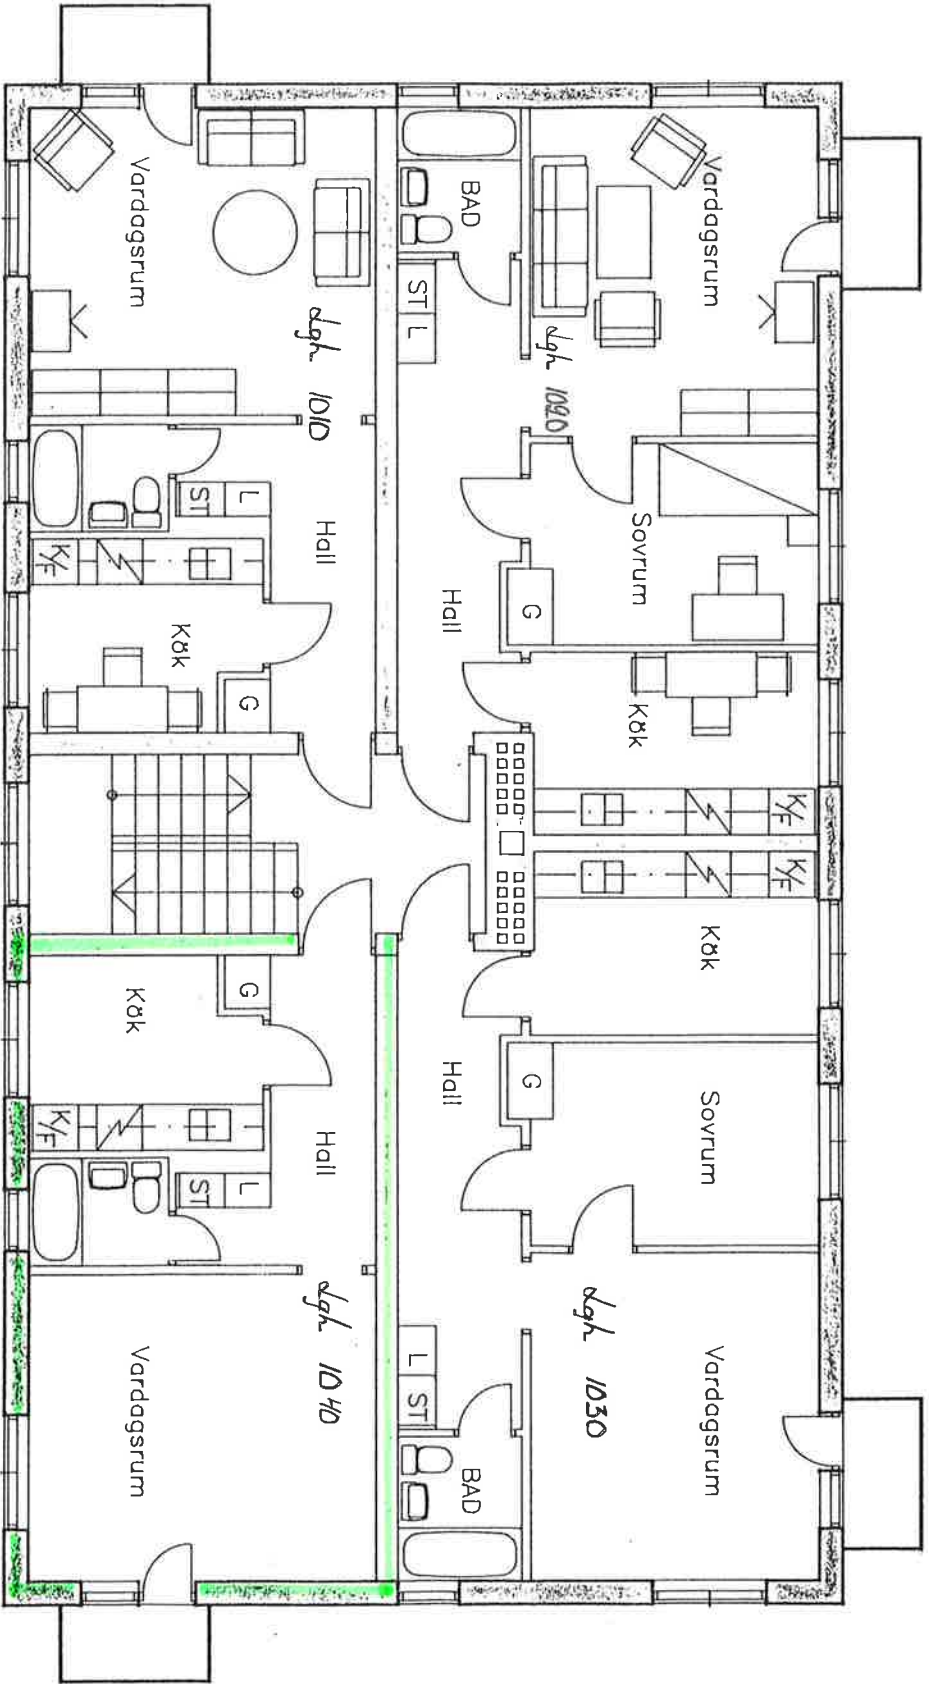 K/F
K/F
Vardagsrum
Kök
Sovrum
Vardagsrum
Sovrum
Kök
Lgh 1030
Lgh 1020
G
G
BAD
BAD
Hall
Hall
ST L
L ST
Lgh 1010
Hall
Hall
Lgh 1040
L
G
G
L
ST
ST
Kök
Vardagsrum
Kök
Vardagsrum
K/F
K/F